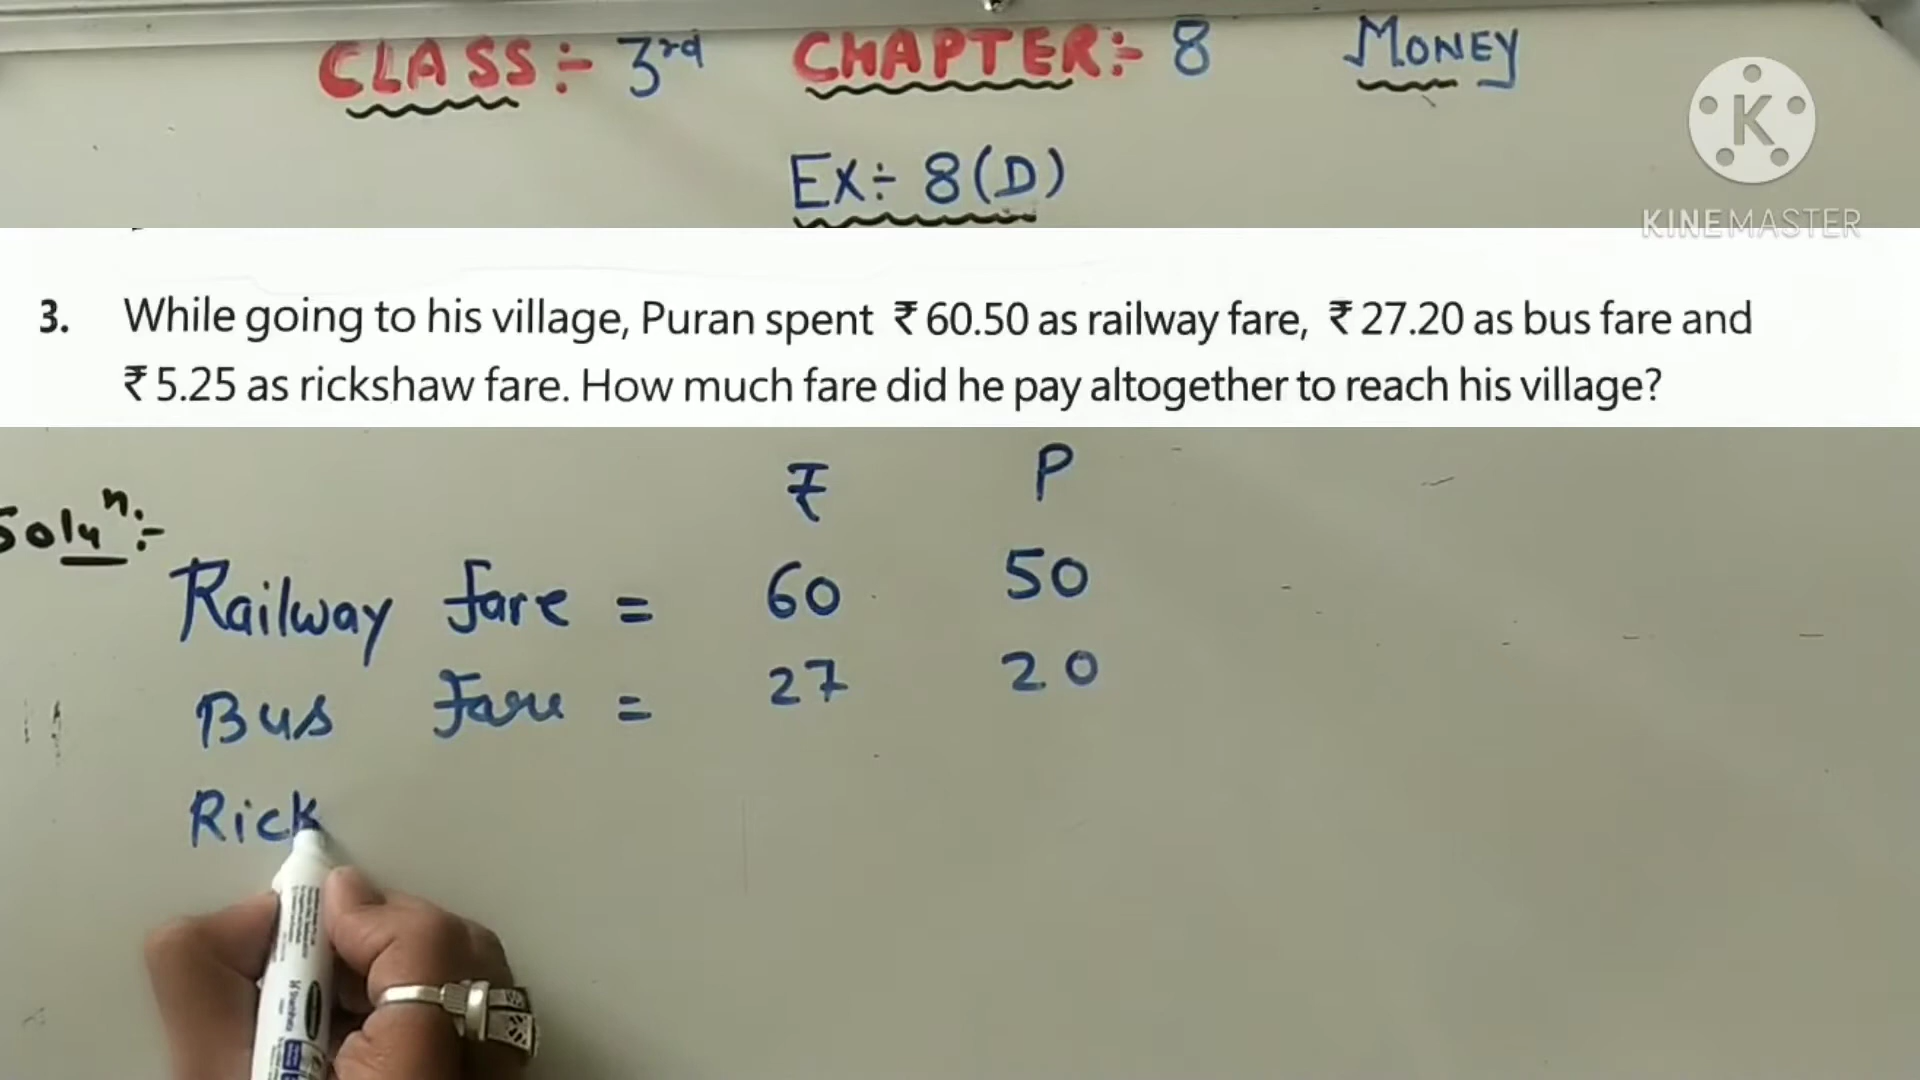 CLASS:- 3rd CHAPTER:- 8 MONEY
K
KINEMASTER
Ex:- 8(D)
3. While going to his village, Puran spent ₹ 60.50 as railway fare, ₹ 27.20 as bus fare and
₹ 5.25 as rickshaw fare. How much fare did he pay altogether to reach his village?
₹ P
Soluⁿ:-
Railway fare = 60 50
Bus fare = 27 20
Rick